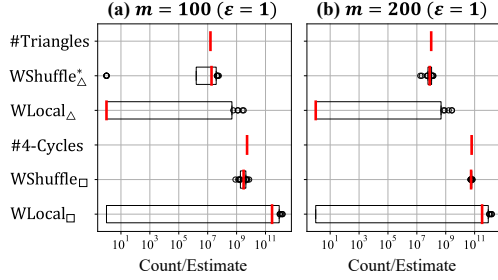 (a) m = 100 (ε = 1)
(b) m = 200 (ε = 1)
#Triangles
WShuffle*△
WLocal△
#4-Cycles
WShuffle□
WLocal□
10¹ 10³ 10⁵ 10⁷ 10⁹ 10¹¹
10¹ 10³ 10⁵ 10⁷ 10⁹ 10¹¹
Count/Estimate
Count/Estimate